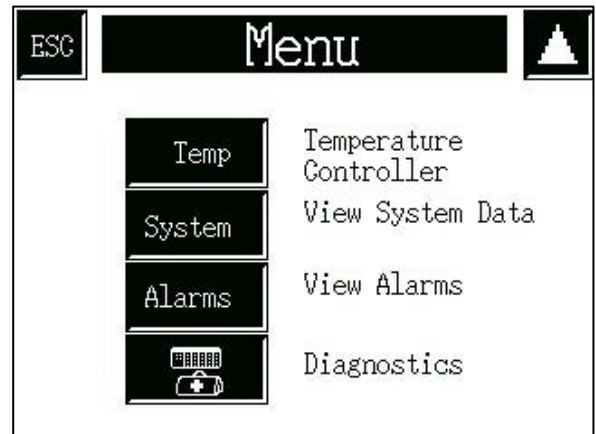 ESC
Menu
Temp
Temperature
Controller
System
View System Data
Alarms
View Alarms
Diagnostics